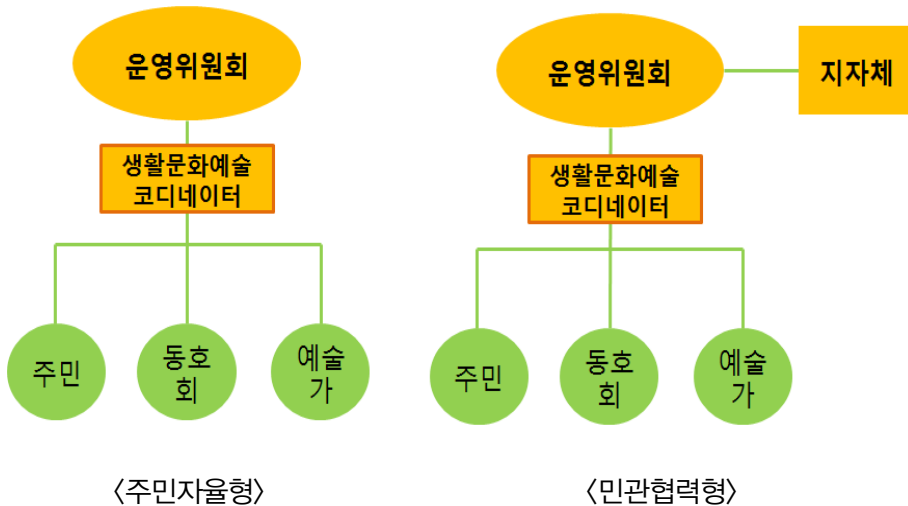 운영위원회
생활문화예술
코디네이터
주민
동호
회
예술
가
〈주민자율형〉
운영위원회
지자체
생활문화예술
코디네이터
주민
동호
회
예술
가
〈민관협력형〉